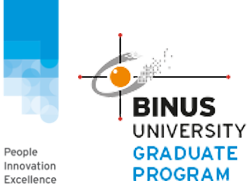 BINUS
UNIVERSITY
GRADUATE
PROGRAM
People
Innovation
Excellence